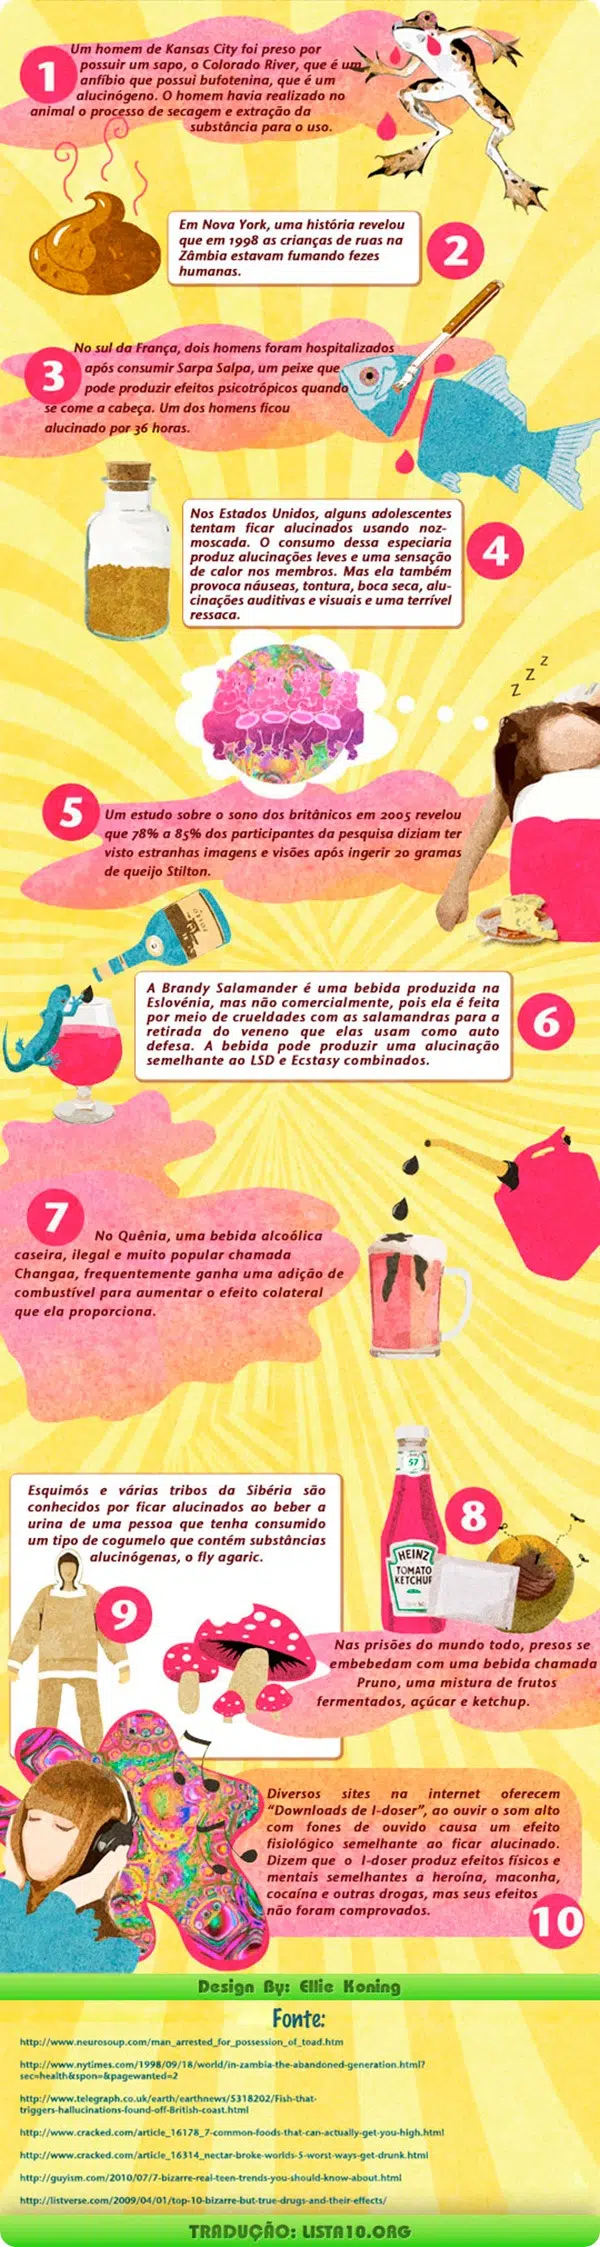 1
Um homem de Kansas City foi preso por
possuir um sapo, o Colorado River, que é um
anfíbio que possui bufotenina, que é um
alucinógeno. O homem havia realizado no
animal o processo de secagem e extração da
substância para o uso.
Em Nova York, uma história revelou
que em 1998 as crianças de ruas na
Zâmbia estavam fumando fezes
humanas.
2
3
No sul da França, dois homens foram hospitalizados
após consumir Sarpa Salpa, um peixe que
pode produzir efeitos psicotrópicos quando
se come a cabeça. Um dos homens ficou
alucinado por 36 horas.
Nos Estados Unidos, alguns adolescentes
tentam ficar alucinados usando noz-
moscada. O consumo dessa especiaria
produz alucinações leves e uma sensação
de calor nos membros. Mas ela também
provoca náuseas, tontura, boca seca, alu-
cinações auditivas e visuais e uma terrível
ressaca.
4
z z z
5
Um estudo sobre o sono dos britânicos em 2005 revelou
que 78% a 85% dos participantes da pesquisa diziam ter
visto estranhas imagens e visões após ingerir 20 gramas
de queijo Stilton.
A Brandy Salamander é uma bebida produzida na
Eslovénia, mas não comercialmente, pois ela é feita
por meio de crueldades com as salamandras para a
retirada do veneno que elas usam como auto
defesa. A bebida pode produzir uma alucinação
semelhante ao LSD e Ecstasy combinados.
6
7
No Quênia, uma bebida alcoólica
caseira, ilegal e muito popular chamada
Changaa, frequentemente ganha uma adição de
combustível para aumentar o efeito colateral
que ela proporciona.
57
HEINZ
TOMATO
KETCHUP
8
Nas prisões do mundo todo, presos se
embebedam com uma bebida chamada
Pruno, uma mistura de frutos
fermentados, açúcar e ketchup.
Esquimós e várias tribos da Sibéria são
conhecidos por ficar alucinados ao beber a
urina de uma pessoa que tenha consumido
um tipo de cogumelo que contém substâncias
alucinógenas, o fly agaric.
9
Diversos sites na internet oferecem
“Downloads de I-doser”, ao ouvir o som alto
com fones de ouvido causa um efeito
fisiológico semelhante ao ficar alucinado.
Dizem que o I-doser produz efeitos físicos e
mentais semelhantes a heroína, maconha,
cocaína e outras drogas, mas seus efeitos
não foram comprovados.
10
Design By: Ellie Koning
Fonte:
http://www.neurosoup.com/man_arrested_for_possession_of_toad.htm
http://www.nytimes.com/1998/09/18/world/in-zambia-the-abandoned-generation.html?
sec=health&spon=&pagewanted=2
http://www.telegraph.co.uk/earth/earthnews/5318202/Fish-that-
triggers-hallucinations-found-off-British-coast.html
http://www.cracked.com/article_16178_7-common-foods-that-can-actually-get-you-high.html
http://www.cracked.com/article_16314_nectar-broke-worlds-5-worst-ways-get-drunk.html
http://guyism.com/2010/07/7-bizarre-real-teen-trends-you-should-know-about.html
http://listverse.com/2009/04/01/top-10-bizarre-but-true-drugs-and-their-effects/
TRADUÇÃO: LISTA10.ORG